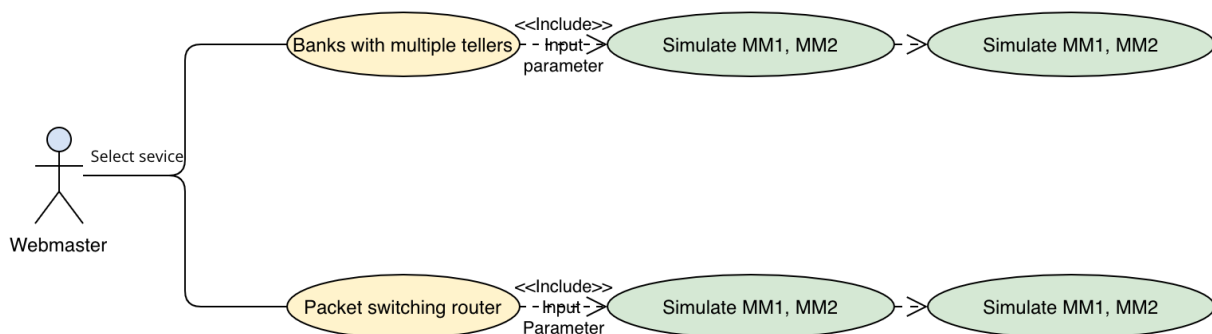 <<Include>>
Banks with multiple tellers
Input
parameter
Simulate MM1, MM2
Simulate MM1, MM2
Select sevice
Webmaster
<<Include>>
Packet switching router
Input
Parameter
Simulate MM1, MM2
Simulate MM1, MM2